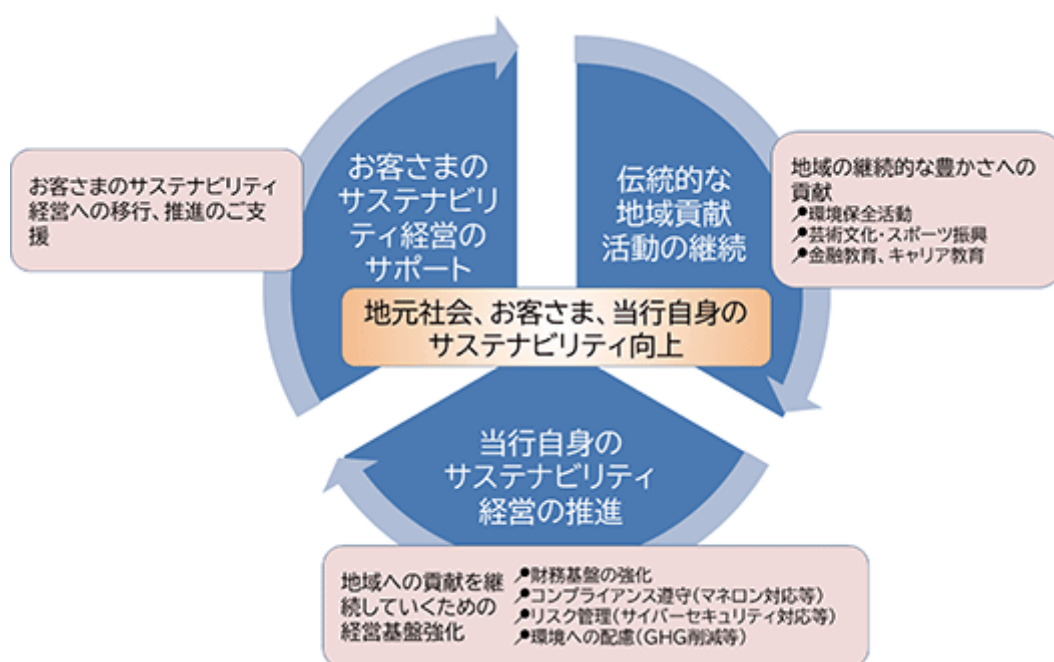 お客さまの
サステナビリ
ティ経営の
サポート
お客さまのサステナビリティ
経営への移行、推進のご支
援
伝統的な
地域貢献
活動の継続
地域の継続的な豊かさへの
貢献
環境保全活動
芸術文化・スポーツ振興
金融教育、キャリア教育
地元社会、お客さま、当行自身の
サステナビリティ向上
当行自身の
サステナビリティ
経営の推進
地域への貢献を継
続していくための
経営基盤強化
財務基盤の強化
コンプライアンス遵守(マネロン対応等)
リスク管理(サイバーセキュリティ対応等)
環境への配慮(GHG削減等)